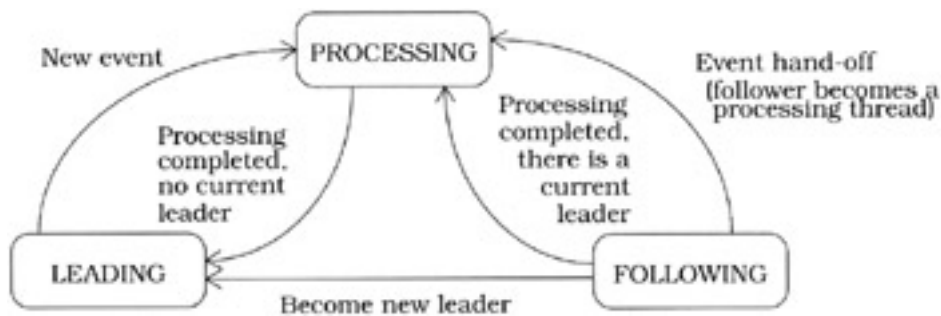 PROCESSING
New event
Event hand-off
(follower becomes a
processing thread)
Processing
completed,
no current
leader
Processing
completed,
there is a
current
leader
LEADING
FOLLOWING
Become new leader